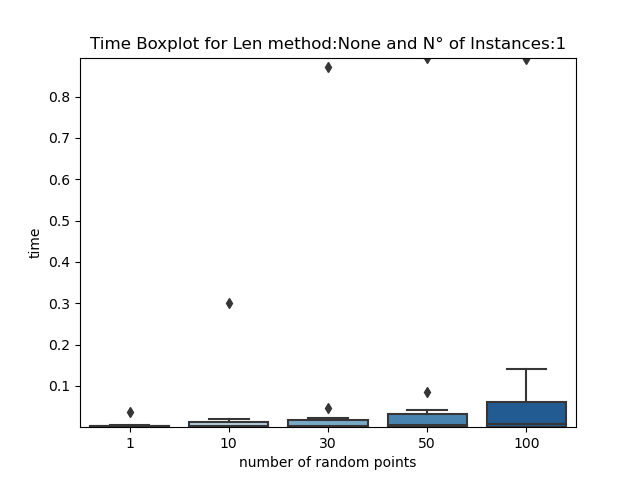 Time Boxplot for Len method:None and N° of Instances:1
0.8
0.7
0.6
0.5
0.4
0.3
0.2
0.1
time
1 10 30 50 100
number of random points